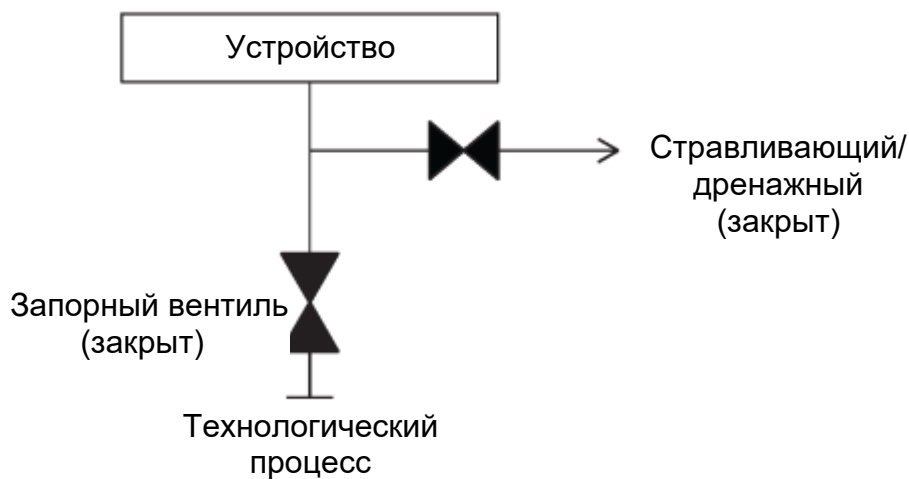 Устройство
Стравливающий/
дренажный
(закрыт)
Запорный вентиль
(закрыт)
Технологический
процесс